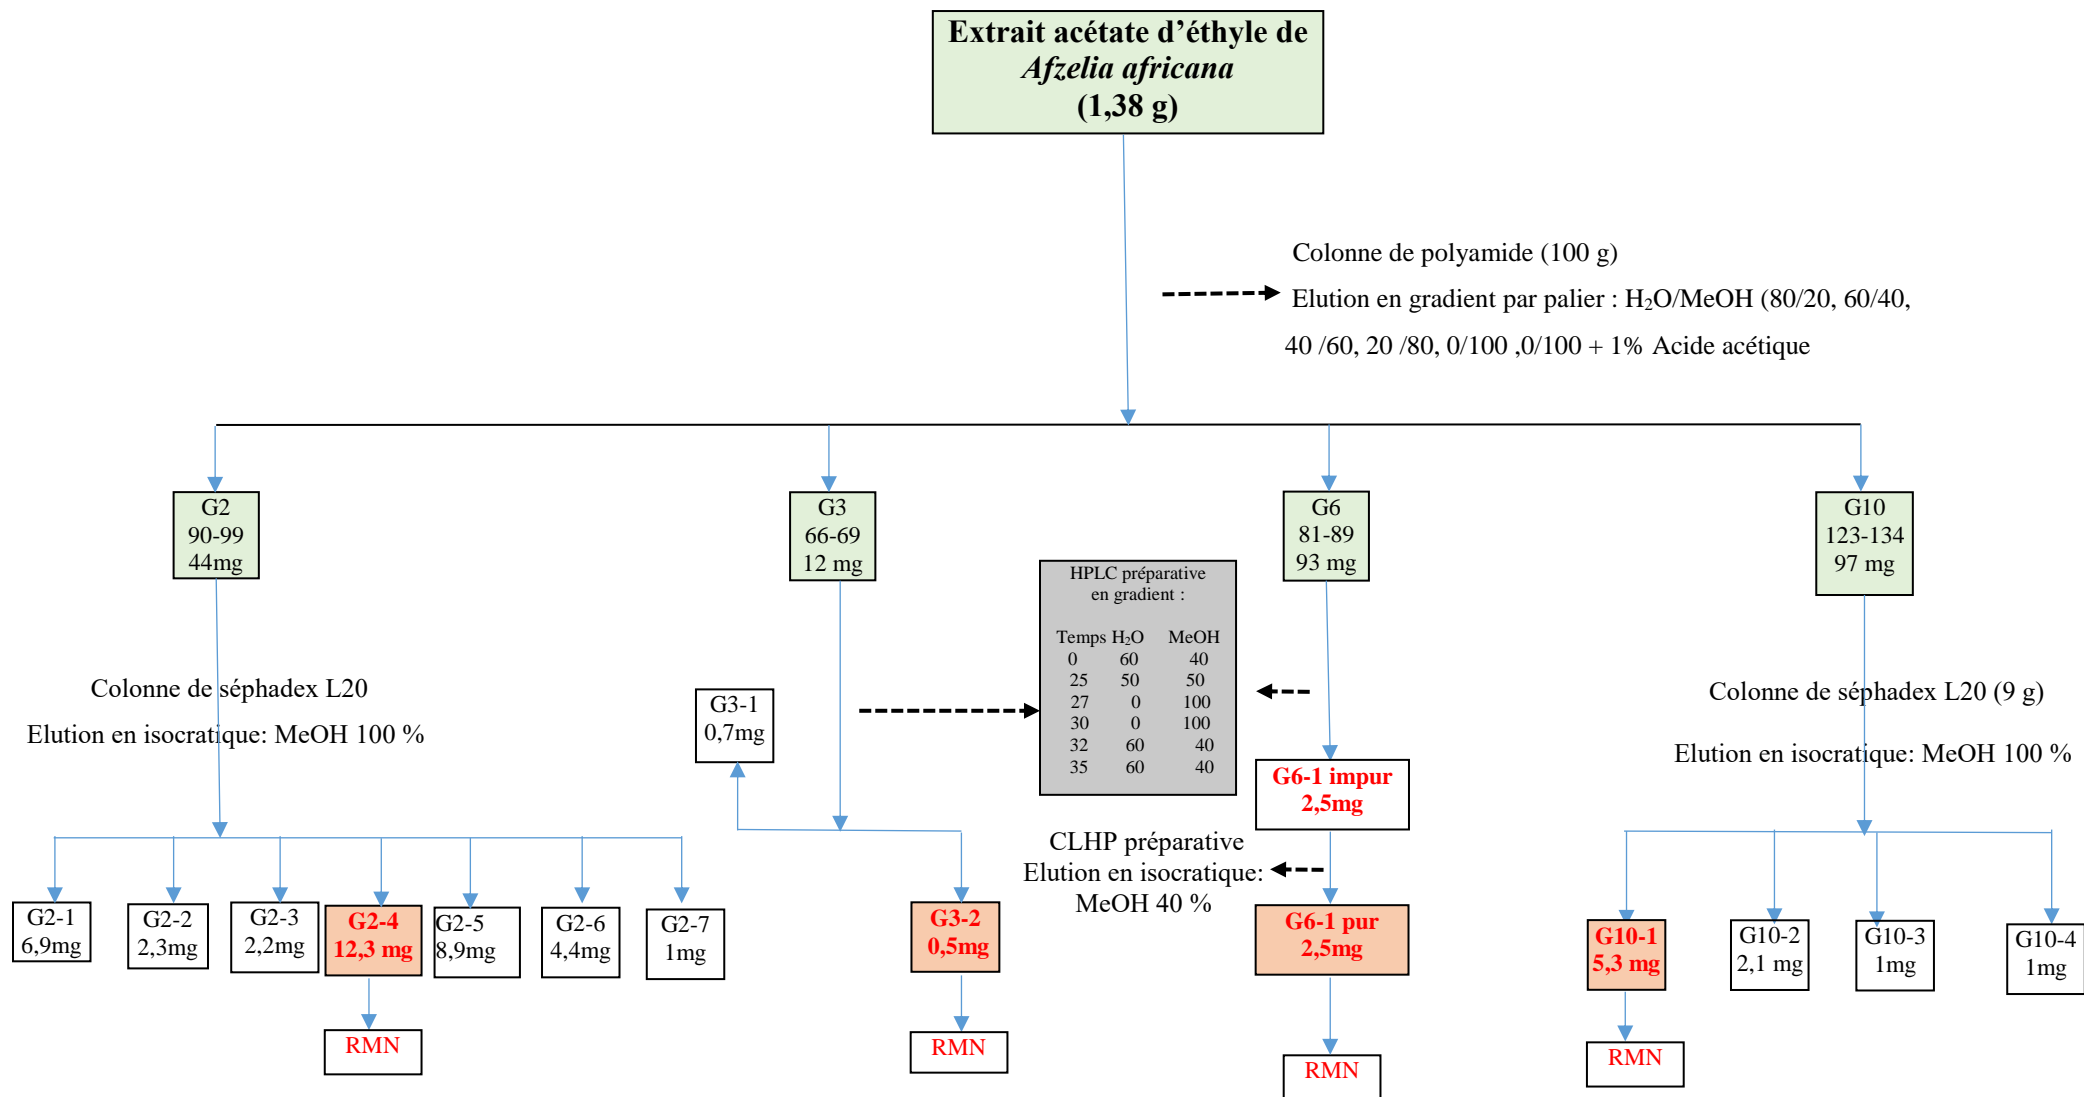 Extrait acétate d’éthyle de
Afzelia africana
(1,38 g)
Colonne de polyamide (100 g)
Elution en gradient par palier : H₂O/MeOH (80/20, 60/40,
40 /60, 20 /80, 0/100 ,0/100 + 1% Acide acétique
G2
90-99
44mg
G3
66-69
12 mg
G6
81-89
93 mg
G10
123-134
97 mg
HPLC préparative
en gradient :
Temps H₂O MeOH
0 60 40
25 50 50
27 0 100
30 0 100
32 60 40
35 60 40
Colonne de séphadex L20
Elution en isocratique: MeOH 100 %
G3-1
0,7mg
Colonne de séphadex L20 (9 g)
Elution en isocratique: MeOH 100 %
G6-1 impur
2,5mg
CLHP préparative
Elution en isocratique:
MeOH 40 %
G2-1
6,9mg
G2-2
2,3mg
G2-3
2,2mg
G2-4
12,3 mg
G2-5
8,9mg
G2-6
4,4mg
G2-7
1mg
G3-2
0,5mg
G6-1 pur
2,5mg
G10-1
5,3 mg
G10-2
2,1 mg
G10-3
1mg
G10-4
1mg
RMN
RMN
RMN
RMN